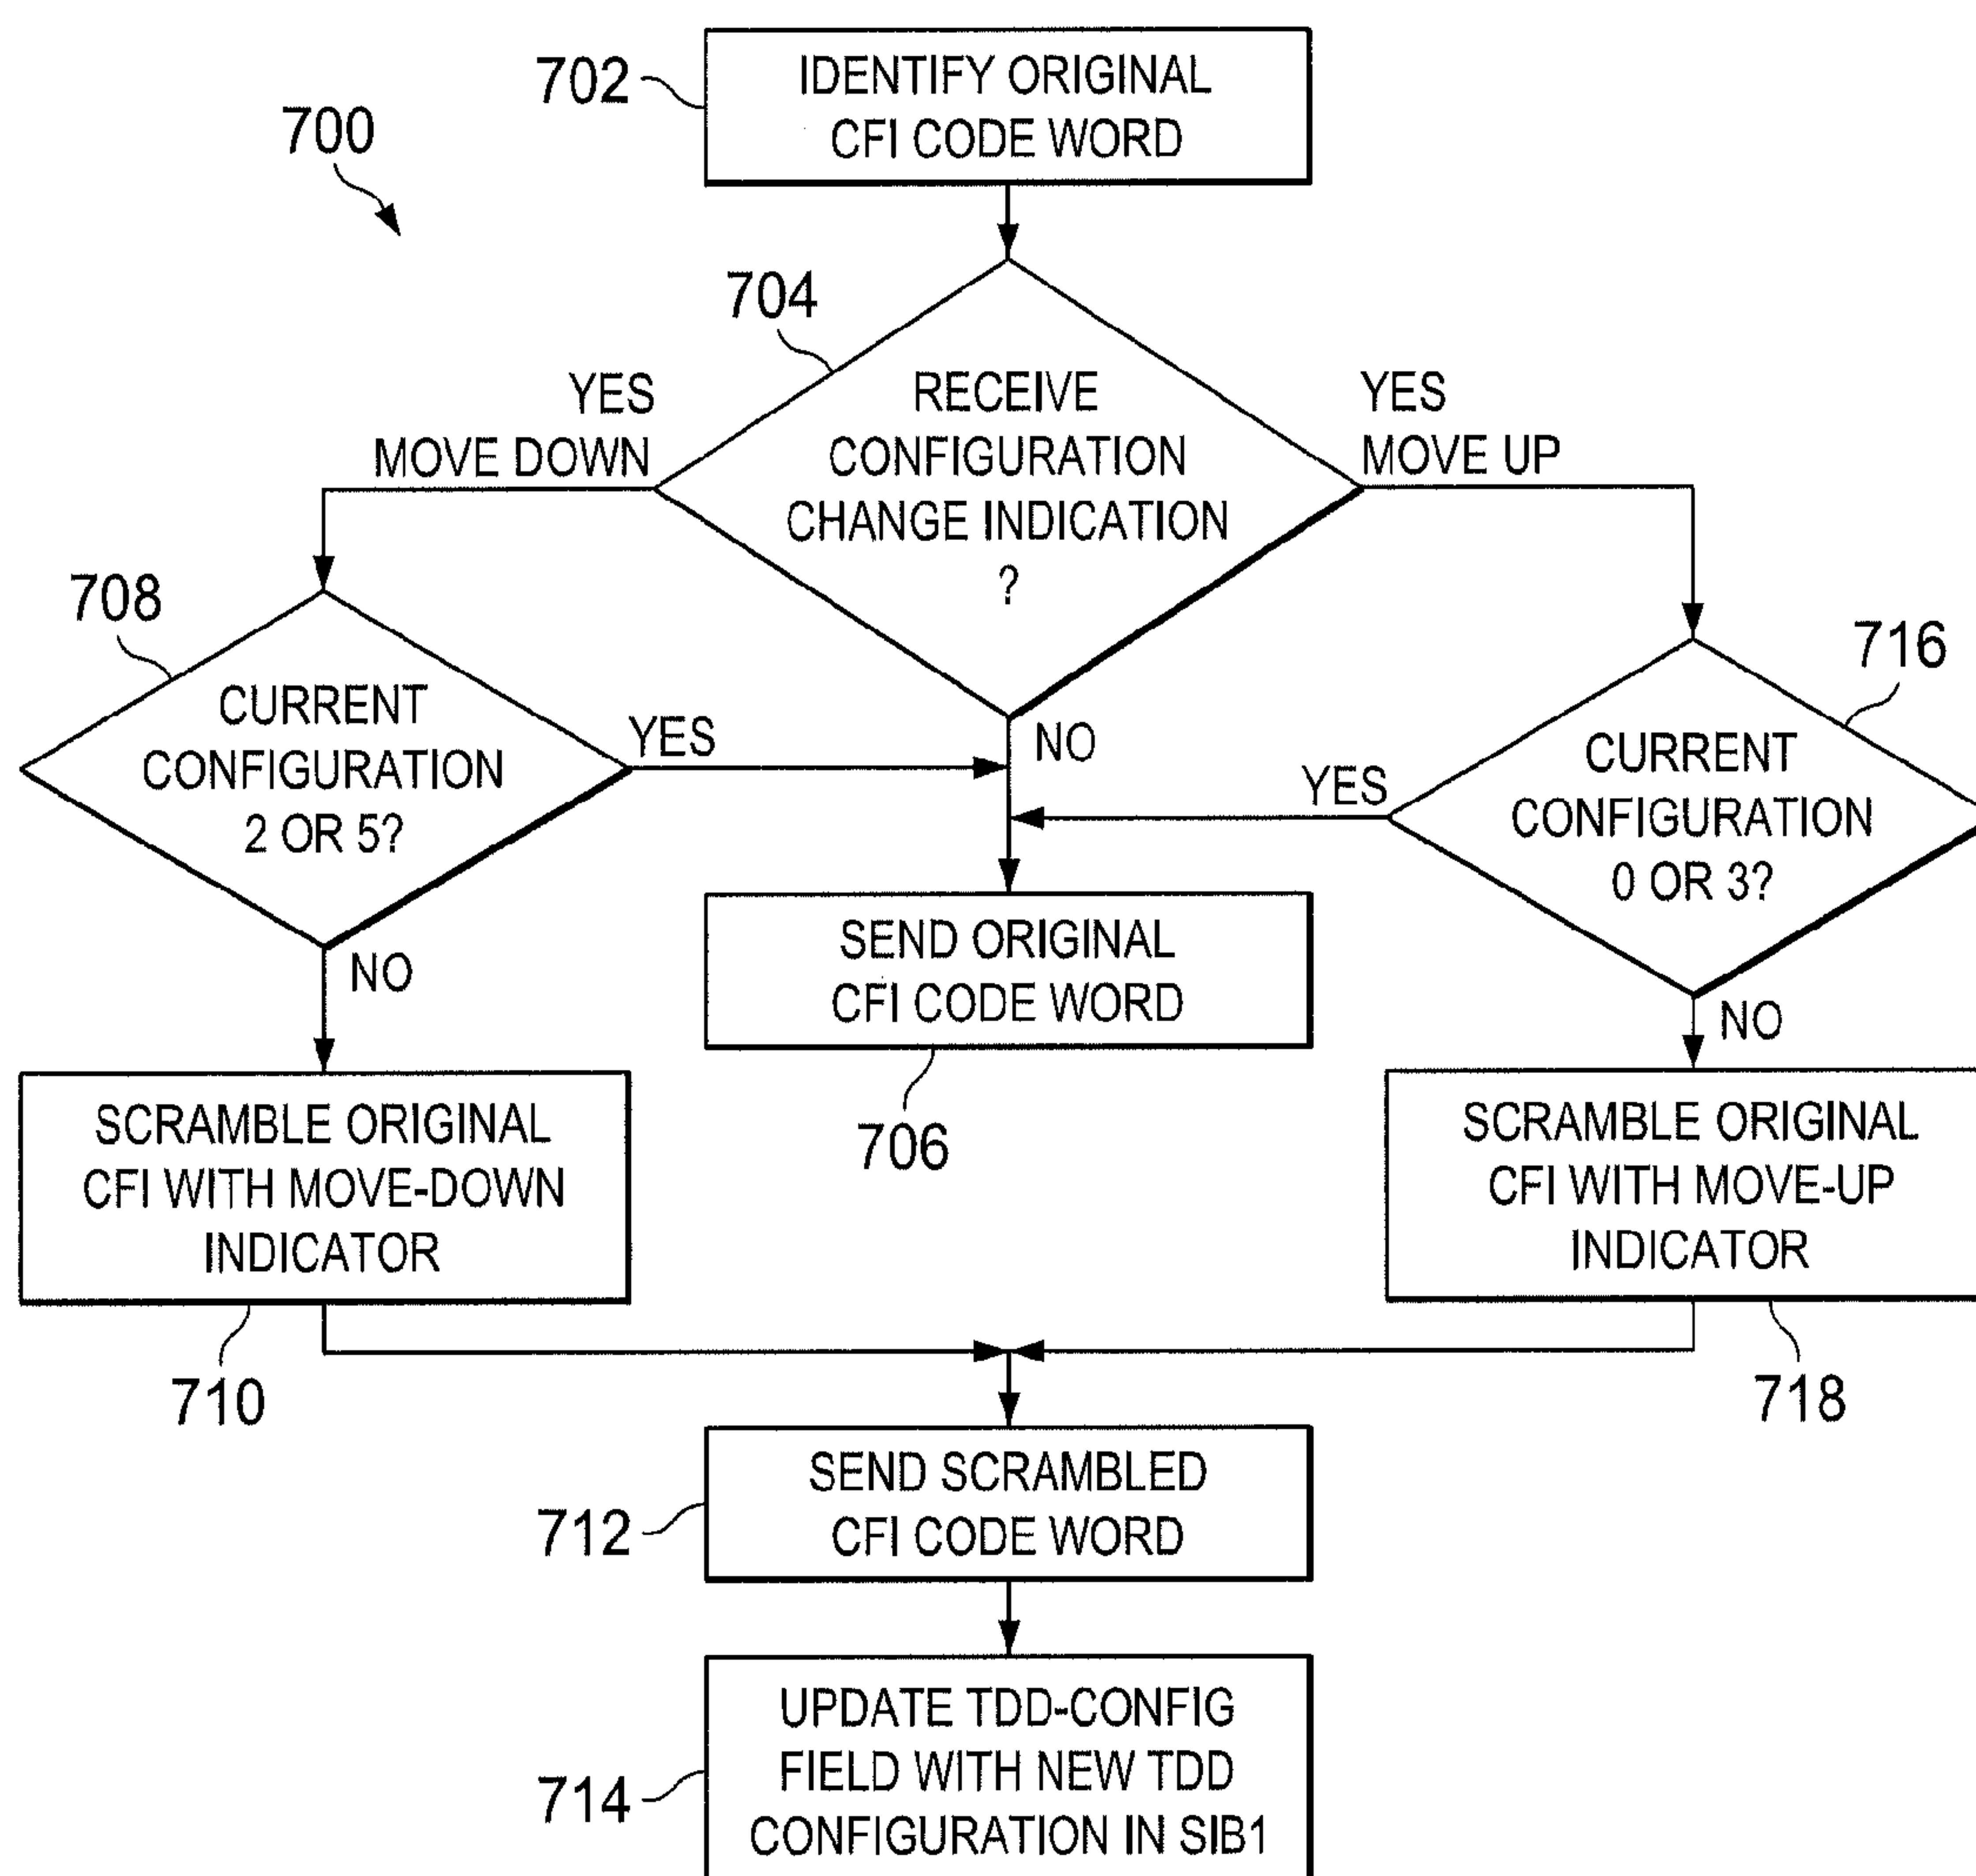 702
IDENTIFY ORIGINAL
CFI CODE WORD
700
704
RECEIVE
CONFIGURATION
CHANGE INDICATION
?
YES
MOVE DOWN
YES
MOVE UP
NO
708
CURRENT
CONFIGURATION
2 OR 5?
YES
NO
716
CURRENT
CONFIGURATION
0 OR 3?
YES
NO
SEND ORIGINAL
CFI CODE WORD
706
SCRAMBLE ORIGINAL
CFI WITH MOVE-DOWN
INDICATOR
710
SCRAMBLE ORIGINAL
CFI WITH MOVE-UP
INDICATOR
718
712
SEND SCRAMBLED
CFI CODE WORD
714
UPDATE TDD-CONFIG
FIELD WITH NEW TDD
CONFIGURATION IN SIB1